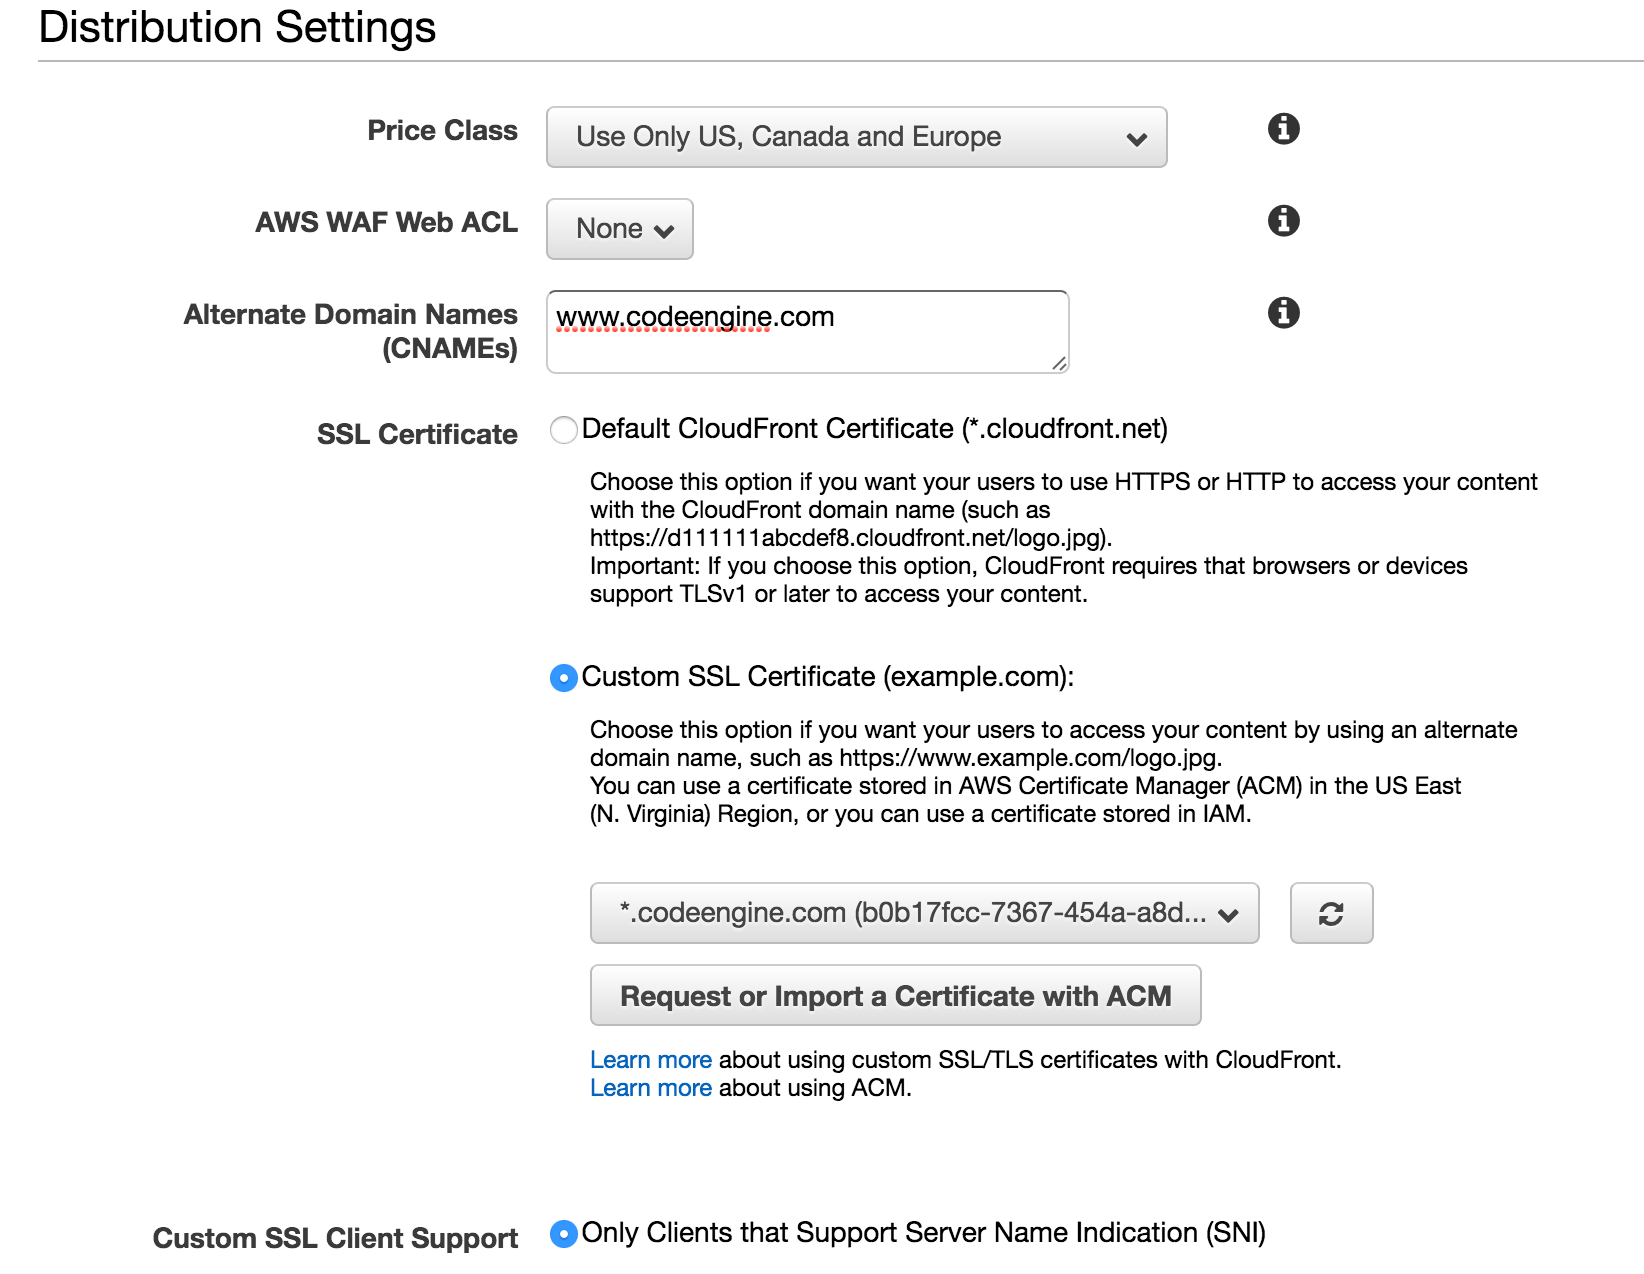 Distribution Settings
Price Class
Use Only US, Canada and Europe
AWS WAF Web ACL
None
Alternate Domain Names
(CNAMEs)
www.codeengine.com
SSL Certificate
Default CloudFront Certificate (*.cloudfront.net)
Choose this option if you want your users to use HTTPS or HTTP to access your content
with the CloudFront domain name (such as
https://d111111abcdef8.cloudfront.net/logo.jpg).
Important: If you choose this option, CloudFront requires that browsers or devices
support TLSv1 or later to access your content.
Custom SSL Certificate (example.com):
Choose this option if you want your users to access your content by using an alternate
domain name, such as https://www.example.com/logo.jpg.
You can use a certificate stored in AWS Certificate Manager (ACM) in the US East
(N. Virginia) Region, or you can use a certificate stored in IAM.
*.codeengine.com (b0b17fcc-7367-454a-a8d...
Request or Import a Certificate with ACM
Learn more about using custom SSL/TLS certificates with CloudFront.
Learn more about using ACM.
Custom SSL Client Support
Only Clients that Support Server Name Indication (SNI)